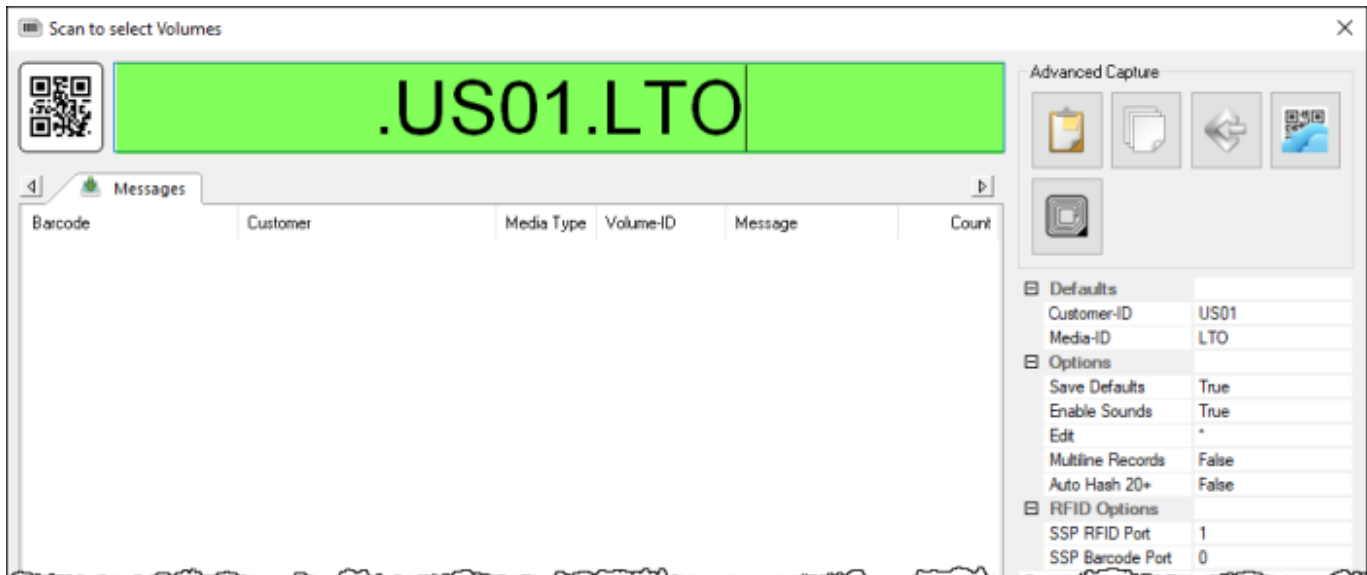 Scan to select Volumes
.US01.LTO
Messages
Barcode Customer Media Type Volume-ID Message Count
Advanced Capture
Defaults
Customer-ID US01
Media-ID LTO
Options
Save Defaults True
Enable Sounds True
Edit *
Multiline Records False
Auto Hash 20+ False
RFID Options
SSP RFID Port 1
SSP Barcode Port 0